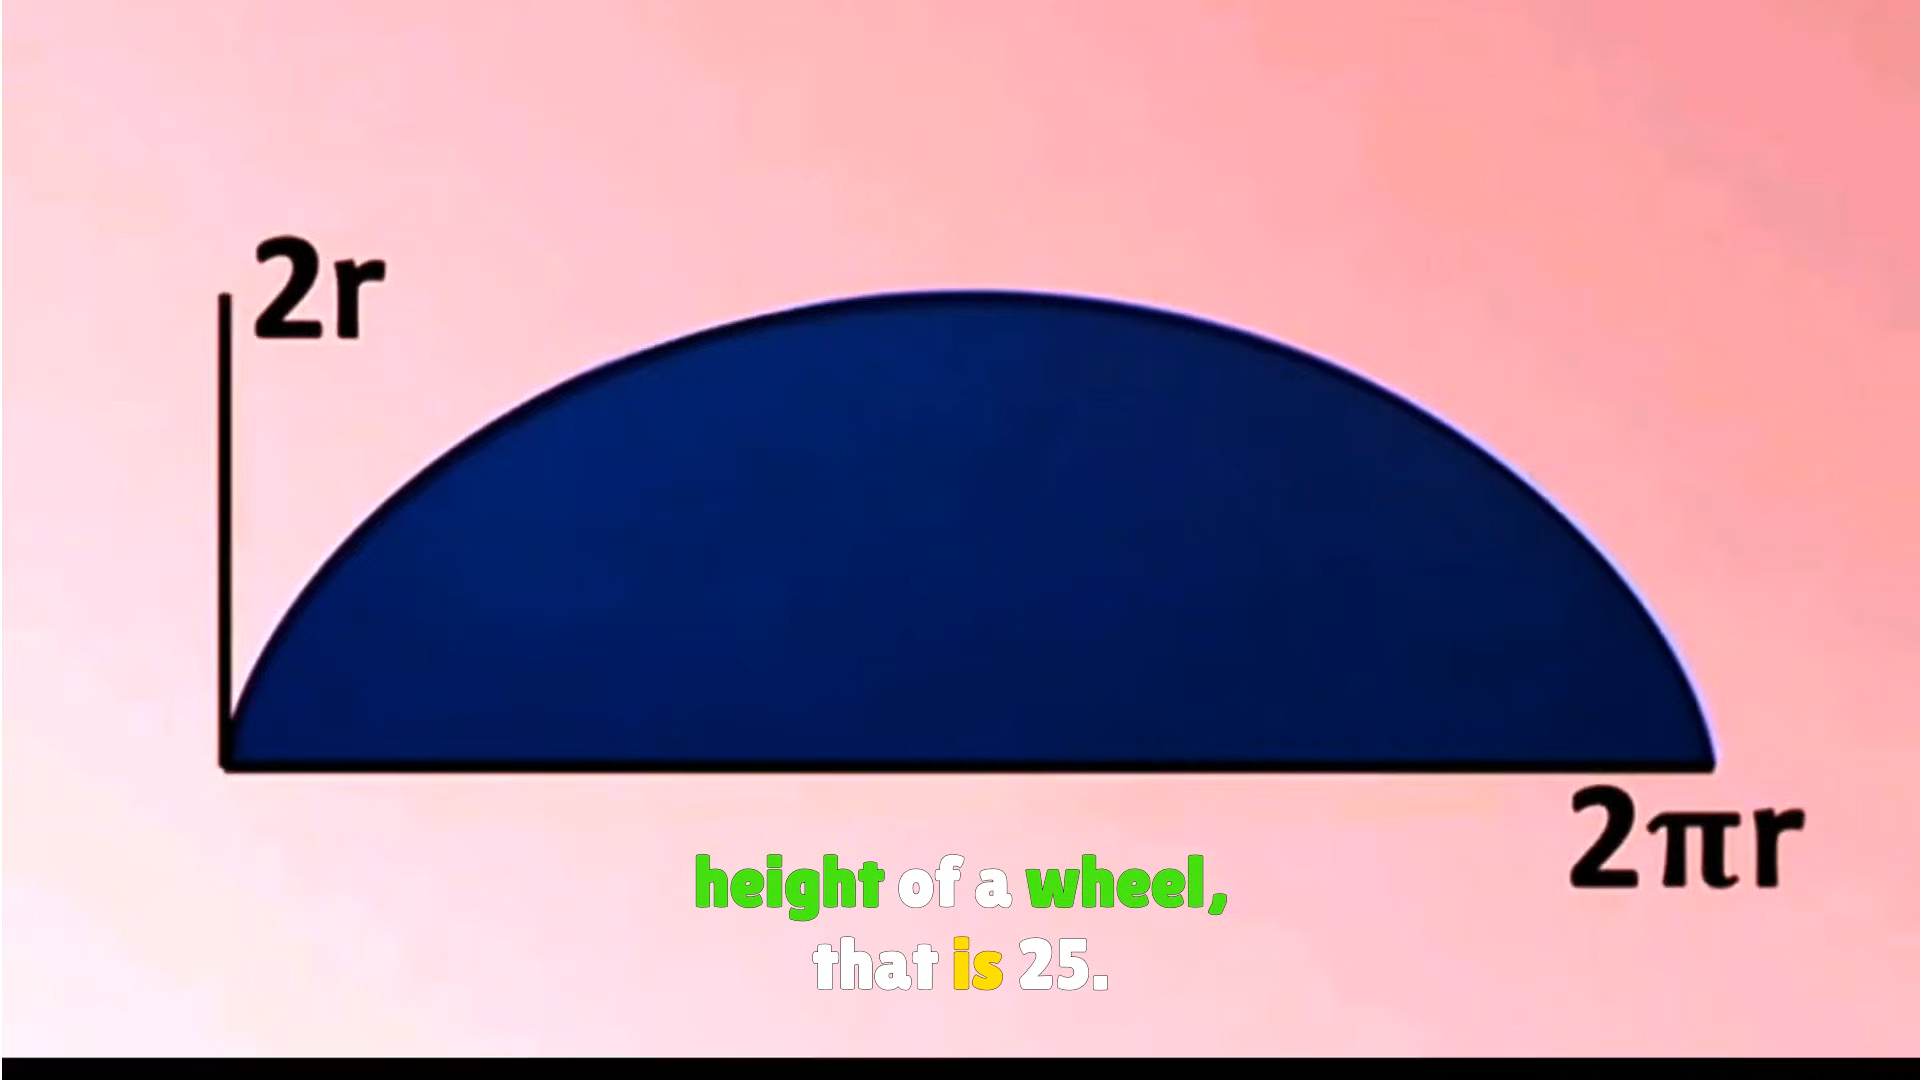 2r
2πr
height of a wheel,
that is 25.